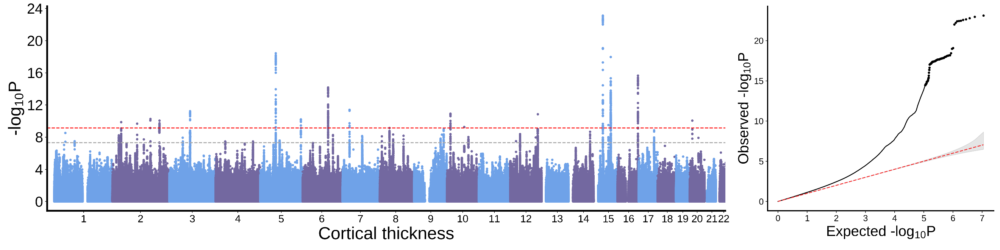 24
20
16
12
8
4
0
-log10P
1 2 3 4 5 6 7 8 9 10 11 12 13 14 15 16 17 18 19 20 21 22
Cortical thickness
20
15
10
5
0
Observed -log10P
0 1 2 3 4 5 6 7
Expected -log10P